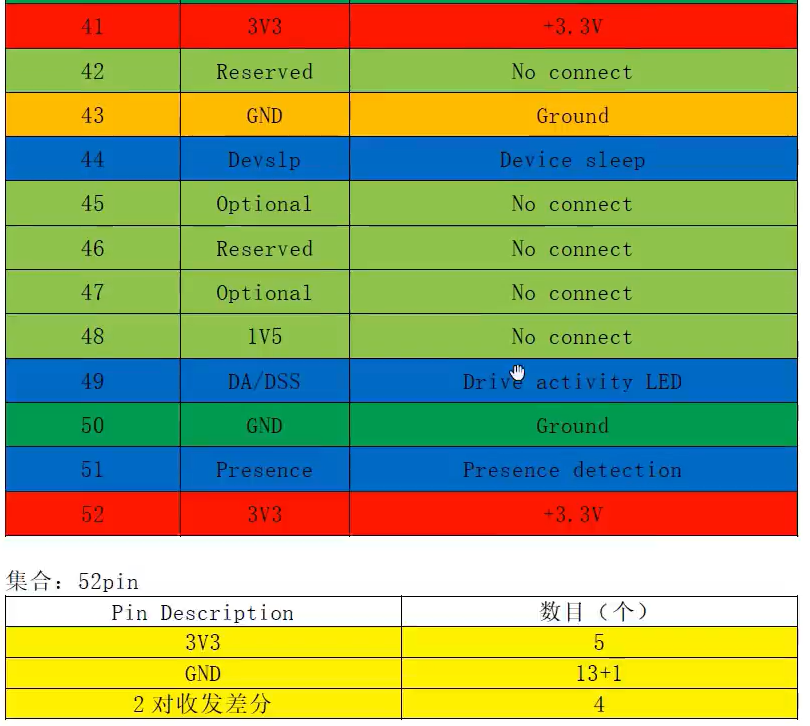 41 3V3 +3.3V
42 Reserved No connect
43 GND Ground
44 Devslp Device sleep
45 Optional No connect
46 Reserved No connect
47 Optional No connect
48 1V5 No connect
49 DA/DSS Drive activity LED
50 GND Ground
51 Presence Presence detection
52 3V3 +3.3V
集合：52pin
Pin Description 数目（个）
3V3 5
GND 13+1
2 对收发差分 4